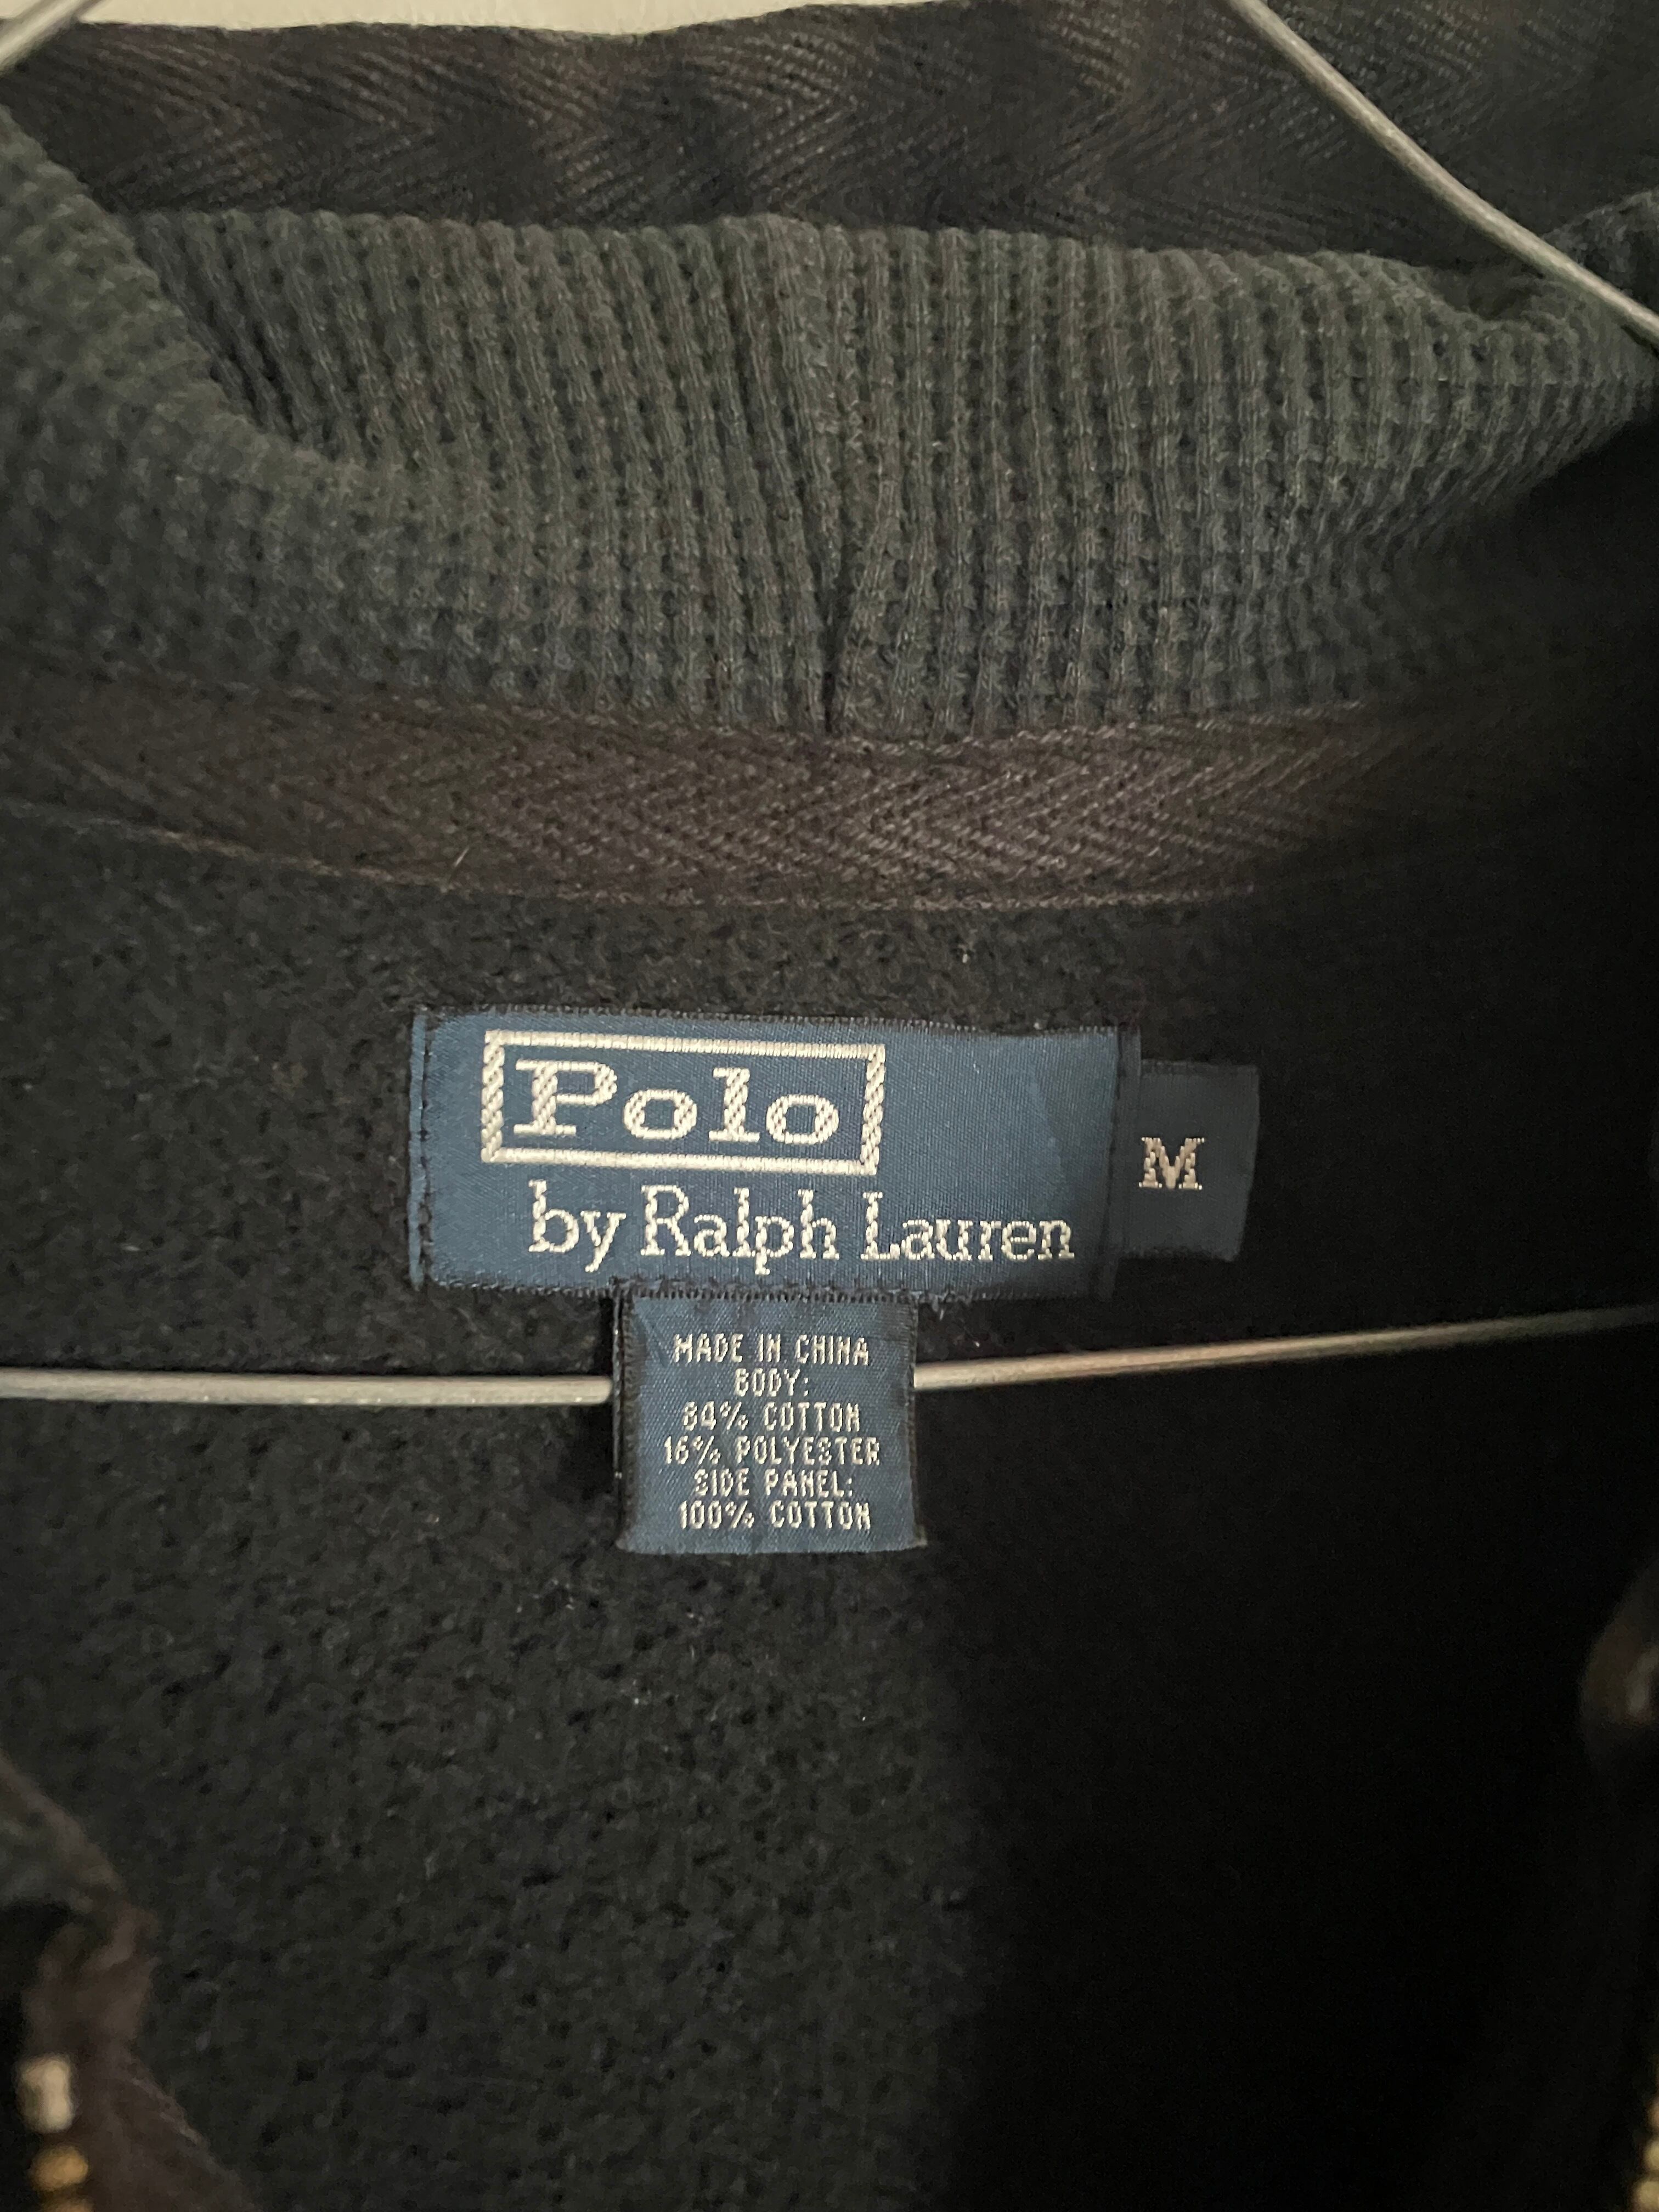 Polo
by Ralph Lauren
M
MADE IN CHINA
BODY:
84% COTTON
16% POLYESTER
SIDE PANEL:
100% COTTON